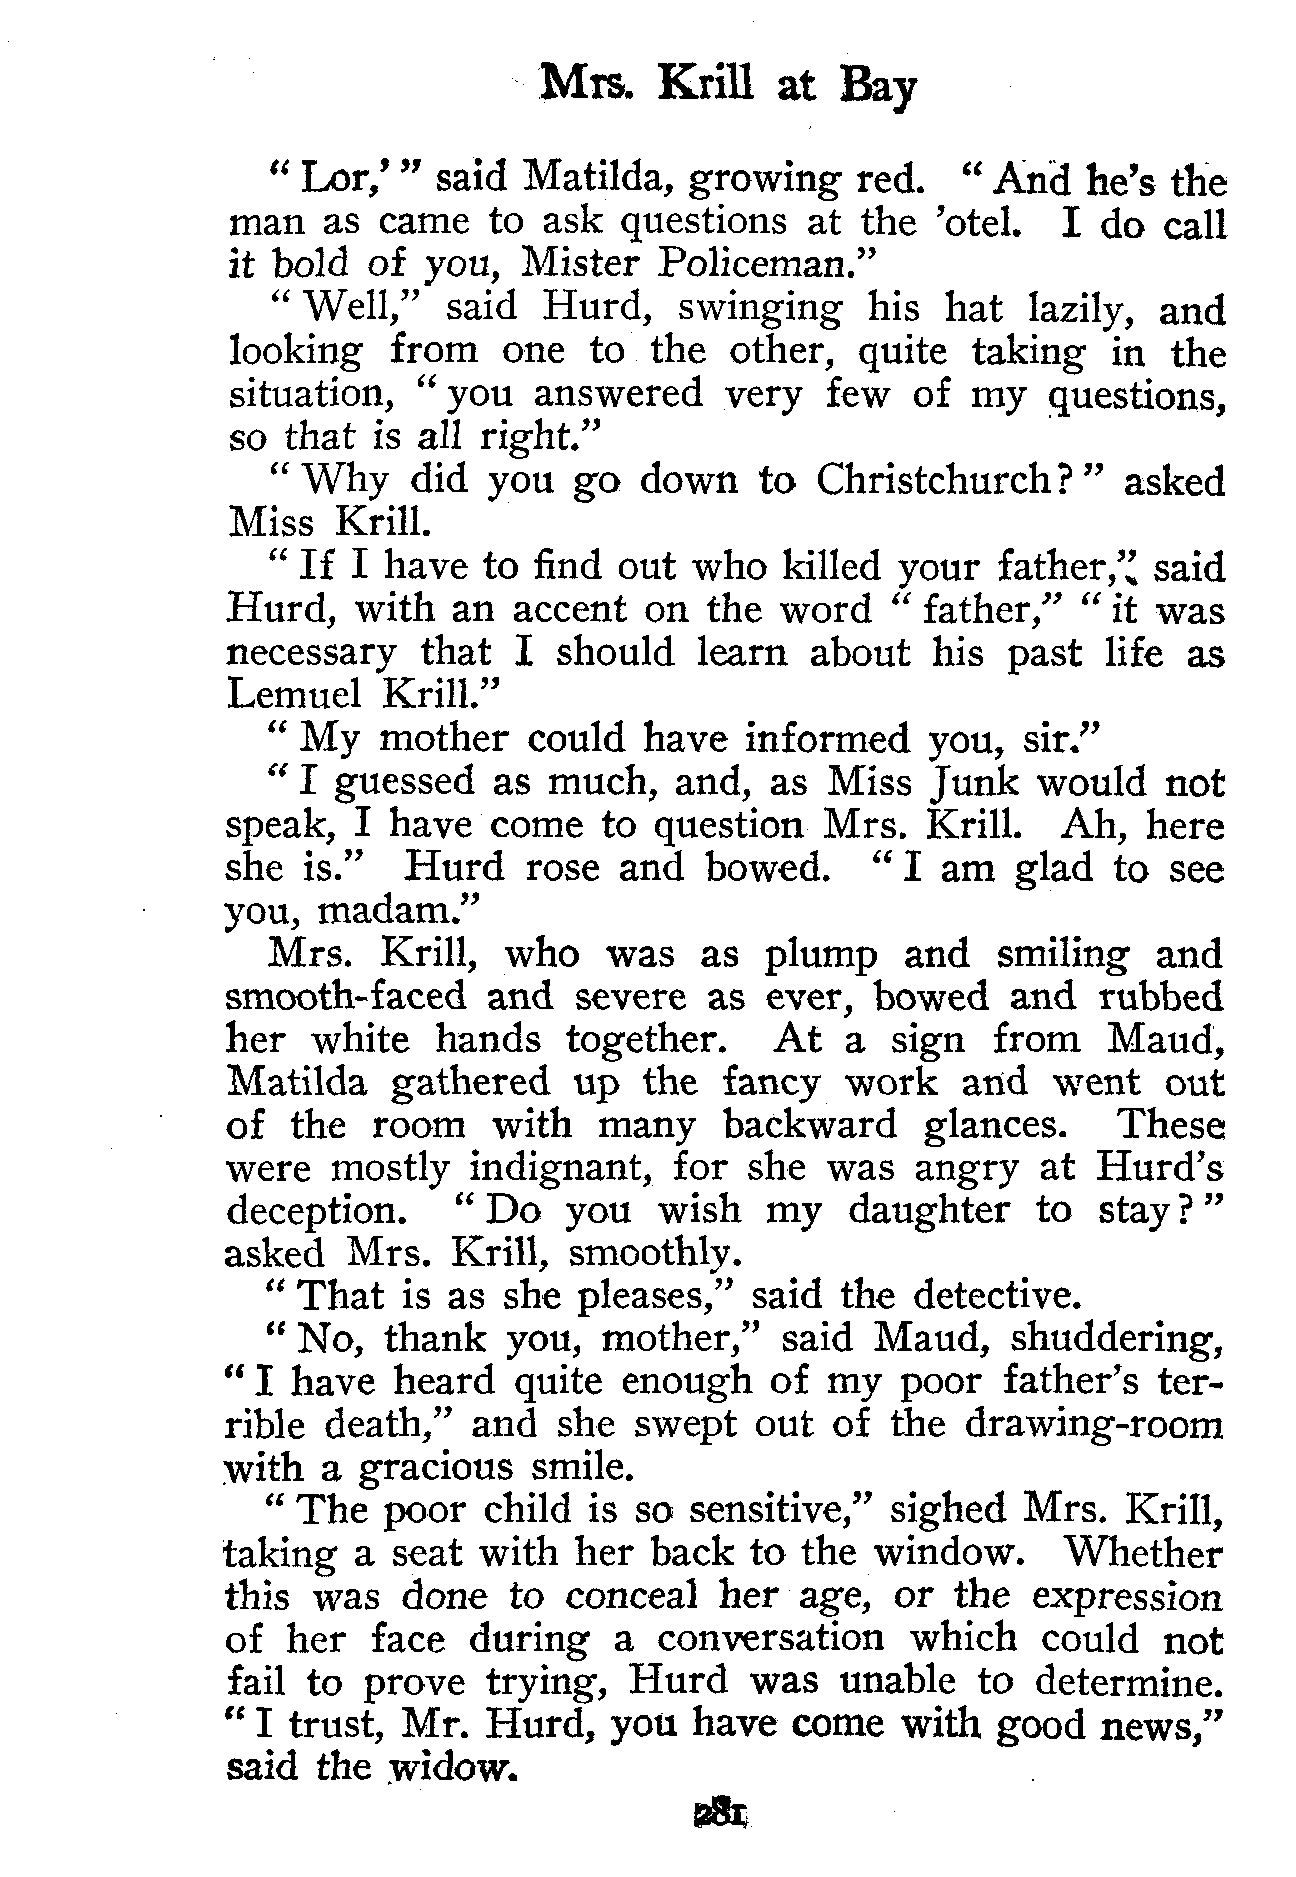 Mrs. Krill at Bay
“ Lor,’ ” said Matilda, growing red. “ And he’s the
man as came to ask questions at the ’otel. I do call
it bold of you, Mister Policeman.”
“ Well,” said Hurd, swinging his hat lazily, and
looking from one to the other, quite taking in the
situation, “ you answered very few of my questions,
so that is all right.”
“ Why did you go down to Christchurch? ” asked
Miss Krill.
“ If I have to find out who killed your father,” said
Hurd, with an accent on the word “ father,” “ it was
necessary that I should learn about his past life as
Lemuel Krill.”
“ My mother could have informed you, sir.”
“ I guessed as much, and, as Miss Junk would not
speak, I have come to question Mrs. Krill. Ah, here
she is.” Hurd rose and bowed. “ I am glad to see
you, madam.”
Mrs. Krill, who was as plump and smiling and
smooth-faced and severe as ever, bowed and rubbed
her white hands together. At a sign from Maud,
Matilda gathered up the fancy work and went out
of the room with many backward glances. These
were mostly indignant, for she was angry at Hurd’s
deception. “ Do you wish my daughter to stay? ”
asked Mrs. Krill, smoothly.
“ That is as she pleases,” said the detective.
“ No, thank you, mother,” said Maud, shuddering,
“ I have heard quite enough of my poor father’s ter-
rible death,” and she swept out of the drawing-room
with a gracious smile.
“ The poor child is so sensitive,” sighed Mrs. Krill,
taking a seat with her back to the window. Whether
this was done to conceal her age, or the expression
of her face during a conversation which could not
fail to prove trying, Hurd was unable to determine.
“ I trust, Mr. Hurd, you have come with good news,”
said the widow.
281